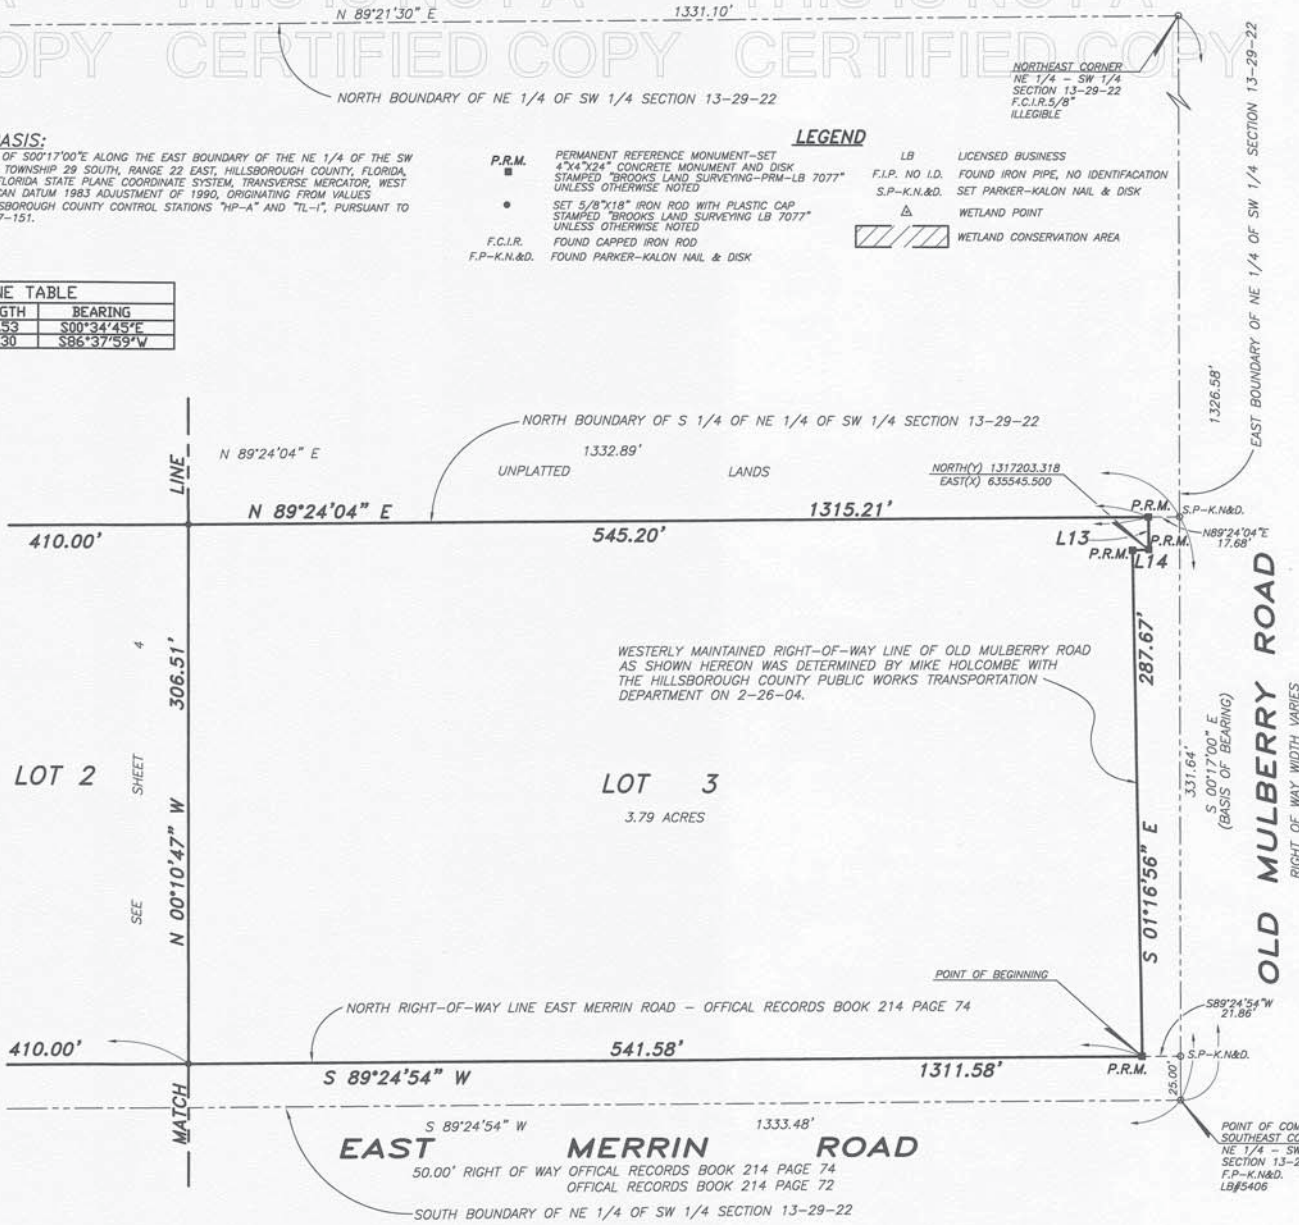 THIS IS NOT A
COPY CERTIFIED COPY CERTIFIED COPY
N 89°21'30" E 1331.10'
NORTH BOUNDARY OF NE 1/4 OF SW 1/4 SECTION 13-29-22
NORTHEAST CORNER
NE 1/4 - SW 1/4
SECTION 13-29-22
F.C.I.R.5/8"
ILLEGIBLE
EAST BOUNDARY OF NE 1/4 OF SW 1/4 SECTION 13-29-22
1326.58'
ASIS:
OF S00°17'00"E ALONG THE EAST BOUNDARY OF THE NE 1/4 OF THE SW
TOWNSHIP 29 SOUTH, RANGE 22 EAST, HILLSBOROUGH COUNTY, FLORIDA,
FLORIDA STATE PLANE COORDINATE SYSTEM, TRANSVERSE MERCATOR, WEST
CAN DATUM 1983 ADJUSTMENT OF 1990, ORIGINATING FROM VALUES
SBOROUGH COUNTY CONTROL STATIONS "HP-A" AND "TL-I", PURSUANT TO
7-151.
LEGEND
P.R.M. PERMANENT REFERENCE MONUMENT-SET
4"X4"X24" CONCRETE MONUMENT AND DISK
STAMPED "BROOKS LAND SURVEYING-PRM-LB 7077"
UNLESS OTHERWISE NOTED
SET 5/8"X18" IRON ROD WITH PLASTIC CAP
STAMPED "BROOKS LAND SURVEYING LB 7077"
UNLESS OTHERWISE NOTED
F.C.I.R. FOUND CAPPED IRON ROD
F.P-K.N.&D. FOUND PARKER-KALON NAIL & DISK
LB LICENSED BUSINESS
F.I.P. NO I.D. FOUND IRON PIPE, NO IDENTIFACATION
S.P-K.N.&D. SET PARKER-KALON NAIL & DISK
WETLAND POINT
WETLAND CONSERVATION AREA
NE TABLE
GTH BEARING
53 S00°34'45"E
30 S86°37'59"W
NORTH BOUNDARY OF S 1/4 OF NE 1/4 OF SW 1/4 SECTION 13-29-22
N 89°24'04" E 1332.89'
UNPLATTED LANDS
NORTH(Y) 1317203.318
EAST(X) 635545.500
LINE
N 89°24'04" E 1315.21'
P.R.M.
S.P-K.N&D.
410.00'
545.20'
L13
P.R.M.
N89°24'04"E
17.68'
P.R.M.
L14
306.51'
N 00°10'47" W
SEE SHEET 4
WESTERLY MAINTAINED RIGHT-OF-WAY LINE OF OLD MULBERRY ROAD
AS SHOWN HEREON WAS DETERMINED BY MIKE HOLCOMBE WITH
THE HILLSBOROUGH COUNTY PUBLIC WORKS TRANSPORTATION
DEPARTMENT ON 2-26-04.
287.67'
S 01°16'56" E
331.64'
S 00°17'00" E
(BASIS OF BEARING)
OLD MULBERRY ROAD
RIGHT OF WAY WIDTH VARIES
LOT 2
LOT 3
3.79 ACRES
POINT OF BEGINNING
NORTH RIGHT-OF-WAY LINE EAST MERRIN ROAD - OFFICAL RECORDS BOOK 214 PAGE 74
S89°24'54"W
21.86'
410.00'
541.58'
S.P-K.N&D.
S 89°24'54" W 1311.58'
P.R.M.
25.00'
MATCH
S 89°24'54" W 1333.48'
EAST MERRIN ROAD
50.00' RIGHT OF WAY OFFICAL RECORDS BOOK 214 PAGE 74
OFFICAL RECORDS BOOK 214 PAGE 72
SOUTH BOUNDARY OF NE 1/4 OF SW 1/4 SECTION 13-29-22
POINT OF COM
SOUTHEAST CO
NE 1/4 - SW
SECTION 13-2
F.P-K.N&D.
LB#5406